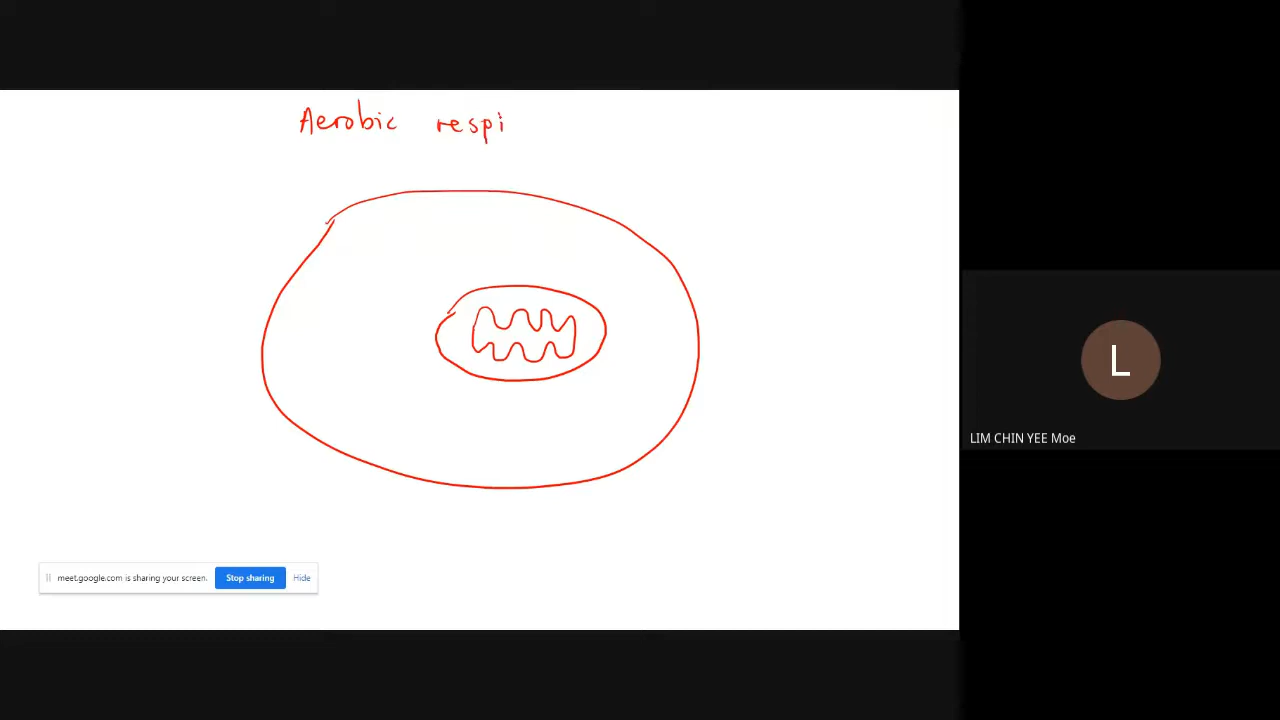 Aerobic respi
L
LIM CHIN YEE Moe
meet.google.com is sharing your screen.
Stop sharing
Hide